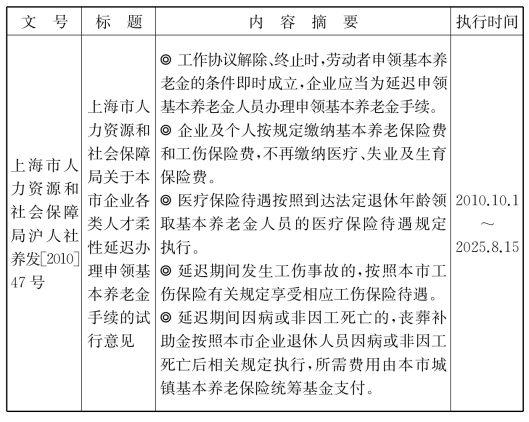 文 号
标 题
内 容 摘 要
执行时间
上海市人
力资源和
社会保障
局沪人社
养发[2010]
47 号
上海市人
力资源和
社会保障
局关于本
市企业各
类人才柔
性延迟办
理申领基
本养老金
手续的试
行意见
◎ 工作协议解除、终止时,劳动者申领基本养
老金的条件即时成立,企业应当为延迟申领
基本养老金人员办理申领基本养老金手续。
◎ 企业及个人按规定缴纳基本养老保险费
和工伤保险费,不再缴纳医疗、失业及生育
保险费。
◎ 医疗保险待遇按照到达法定退休年龄领
取基本养老金人员的医疗保险待遇规定
执行。
◎ 延迟期间发生工伤事故的,按照本市工
伤保险有关规定享受相应工伤保险待遇。
◎ 延迟期间因病或非因工死亡的,丧葬补
助金按照本市企业退休人员因病或非因工
死亡后相关规定执行,所需费用由本市城
镇基本养老保险统筹基金支付。
2010.10.1
～
2025.8.15